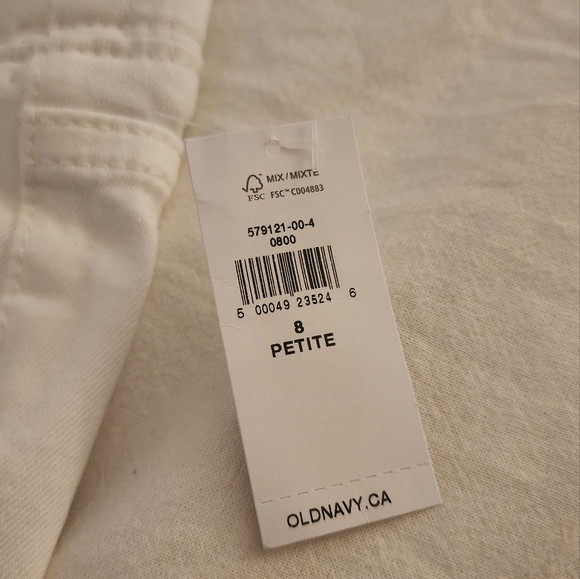 MIX / MIXTE
FSC FSC™ C004883
579121-00-4
0800
5 00049 23524 6
8
PETITE
OLDNAVY.CA